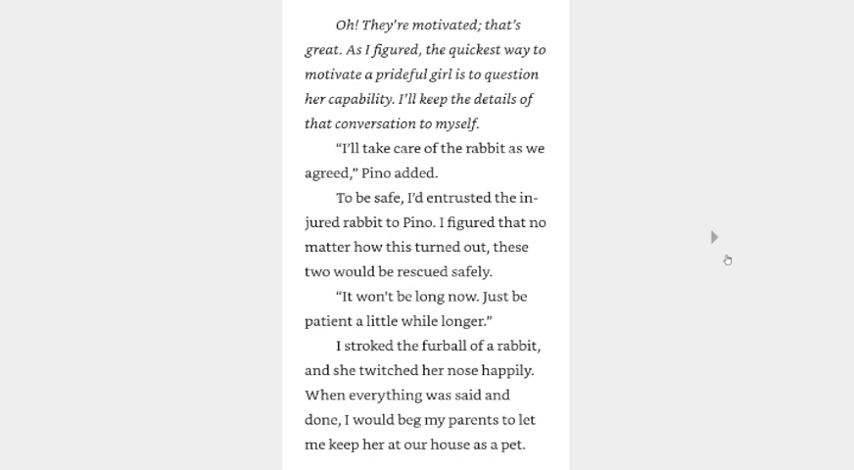 Oh! They're motivated; that's
great. As I figured, the quickest way to
motivate a prideful girl is to question
her capability. I'll keep the details of
that conversation to myself.
“I'll take care of the rabbit as we
agreed,” Pino added.
To be safe, I'd entrusted the in-
jured rabbit to Pino. I figured that no
matter how this turned out, these
two would be rescued safely.
“It won't be long now. Just be
patient a little while longer.”
I stroked the furball of a rabbit,
and she twitched her nose happily.
When everything was said and
done, I would beg my parents to let
me keep her at our house as a pet.